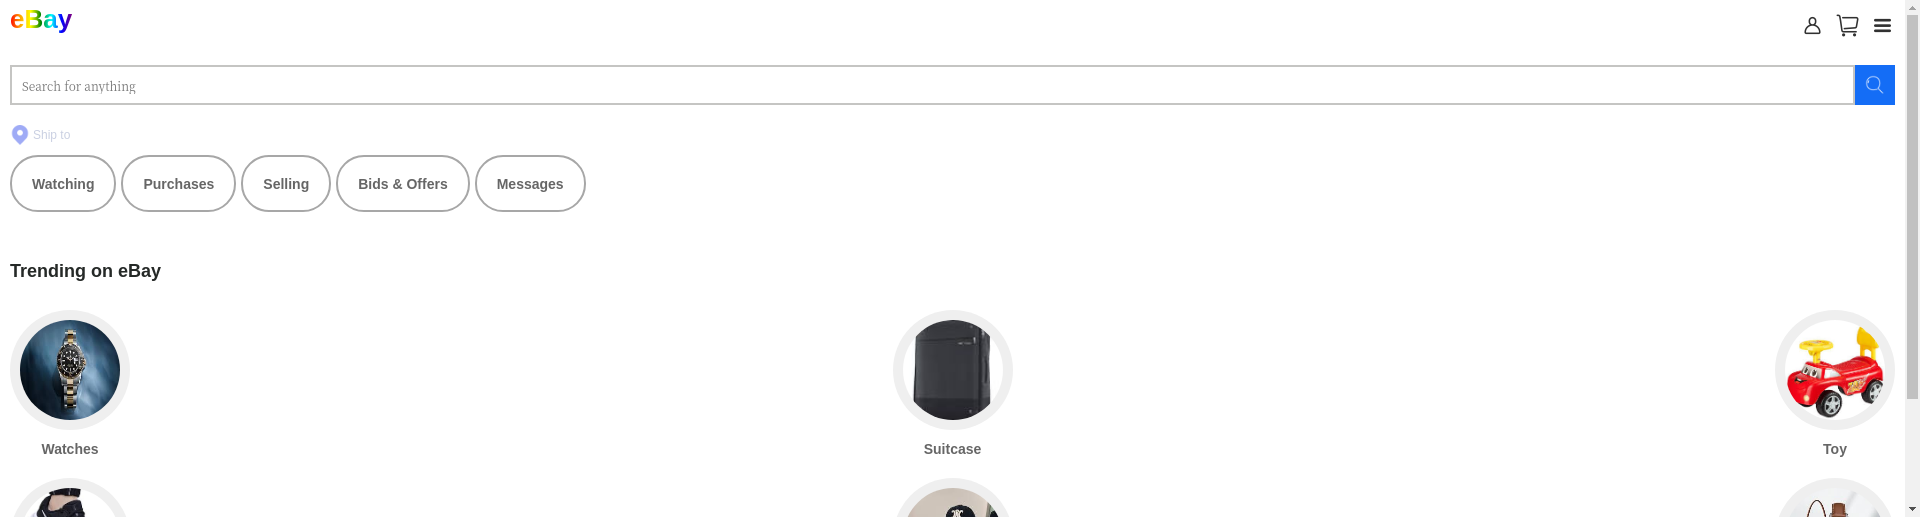 eBay
Search for anything
Ship to
Watching Purchases Selling Bids & Offers Messages
Trending on eBay
Watches Suitcase Toy